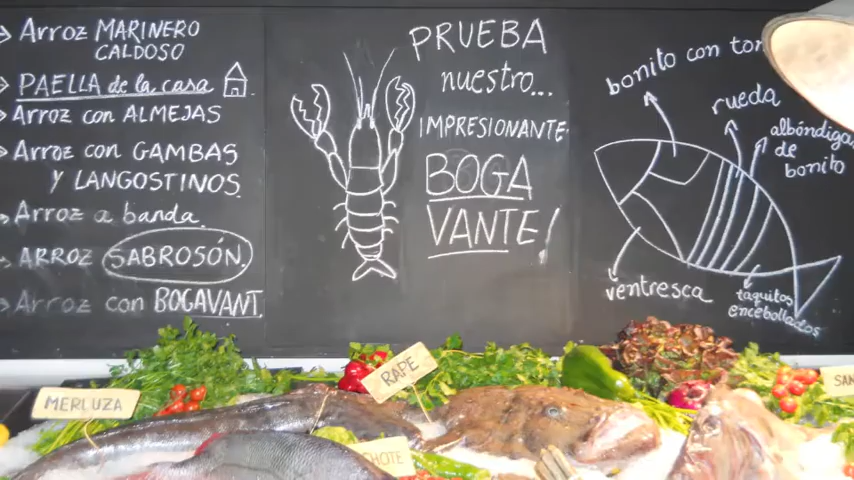 Arroz MARINERO
CALDOSO
PAELLA de la casa
Arroz con ALMEJAS
Arroz con GAMBAS
Y LANGOSTINOS
Arroz a banda
ARROZ SABROSÓN
Arroz con BOGAVANT
PRUEBA
nuestro...
IMPRESIONANTE
BOGA
VANTE!
bonito con
rueda
albóndigas
de
bonito
ventresca
taquitos
encebollados
MERLUZA
RAPE